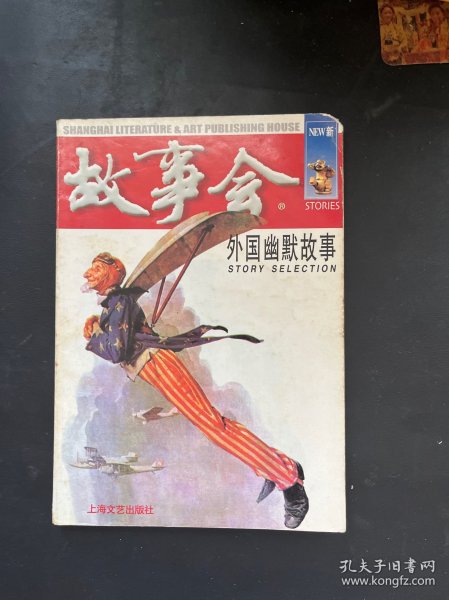 SHANGHAI LITERATURE & ART PUBLISHING HOUSE
NEW新
故事会
®
STORIES
外国幽默故事
STORY SELECTION
上海文艺出版社
孔夫子旧书网
www.kongfz.com